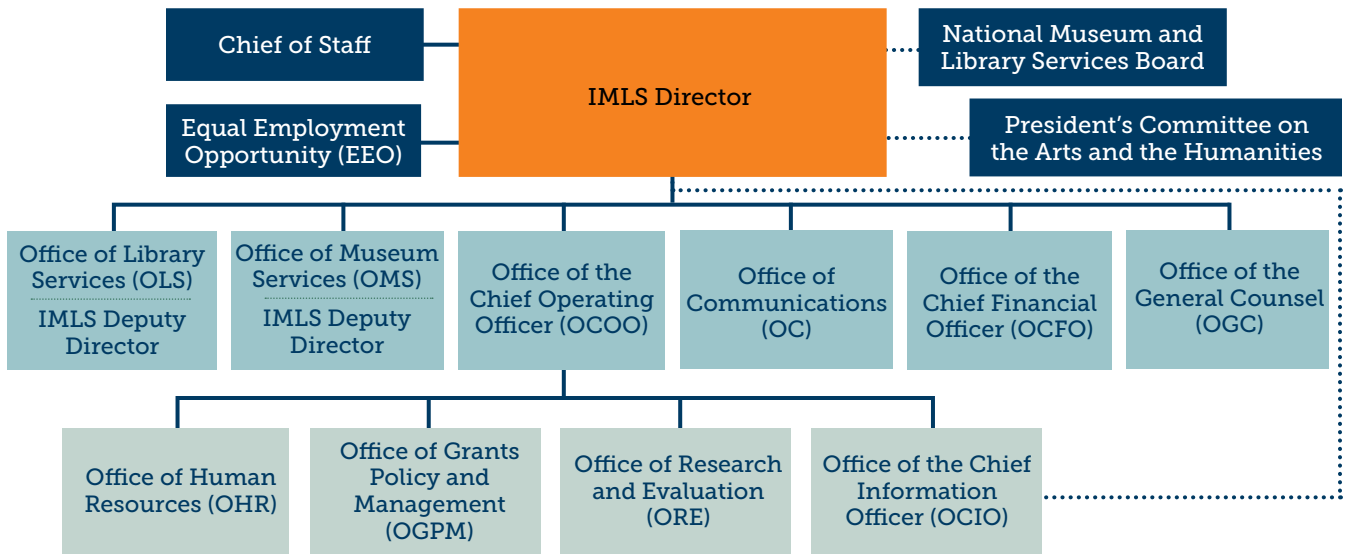 Chief of Staff
IMLS Director
National Museum and
Library Services Board
Equal Employment
Opportunity (EEO)
President’s Committee on
the Arts and the Humanities
Office of Library
Services (OLS)
IMLS Deputy
Director
Office of Museum
Services (OMS)
IMLS Deputy
Director
Office of the
Chief Operating
Officer (OCOO)
Office of
Communications
(OC)
Office of the
Chief Financial
Officer (OCFO)
Office of the
General Counsel
(OGC)
Office of Human
Resources (OHR)
Office of Grants
Policy and
Management
(OGPM)
Office of Research
and Evaluation
(ORE)
Office of the Chief
Information
Officer (OCIO)